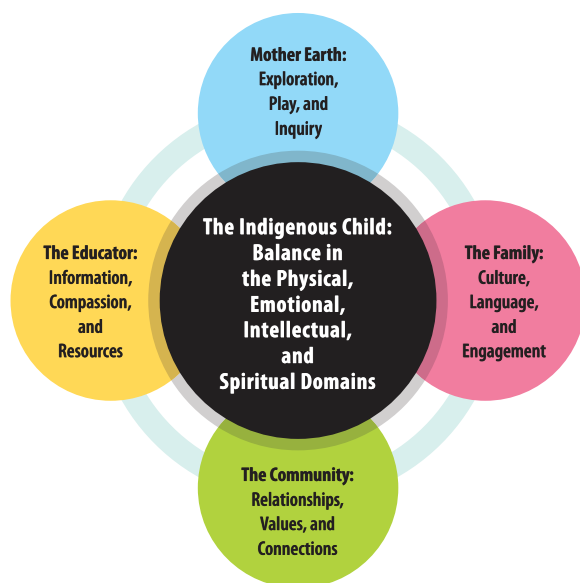 Mother Earth:
Exploration,
Play, and
Inquiry
The Educator:
Information,
Compassion,
and
Resources
The Indigenous Child:
Balance in
the Physical,
Emotional,
Intellectual,
and
Spiritual Domains
The Family:
Culture,
Language,
and
Engagement
The Community:
Relationships,
Values, and
Connections